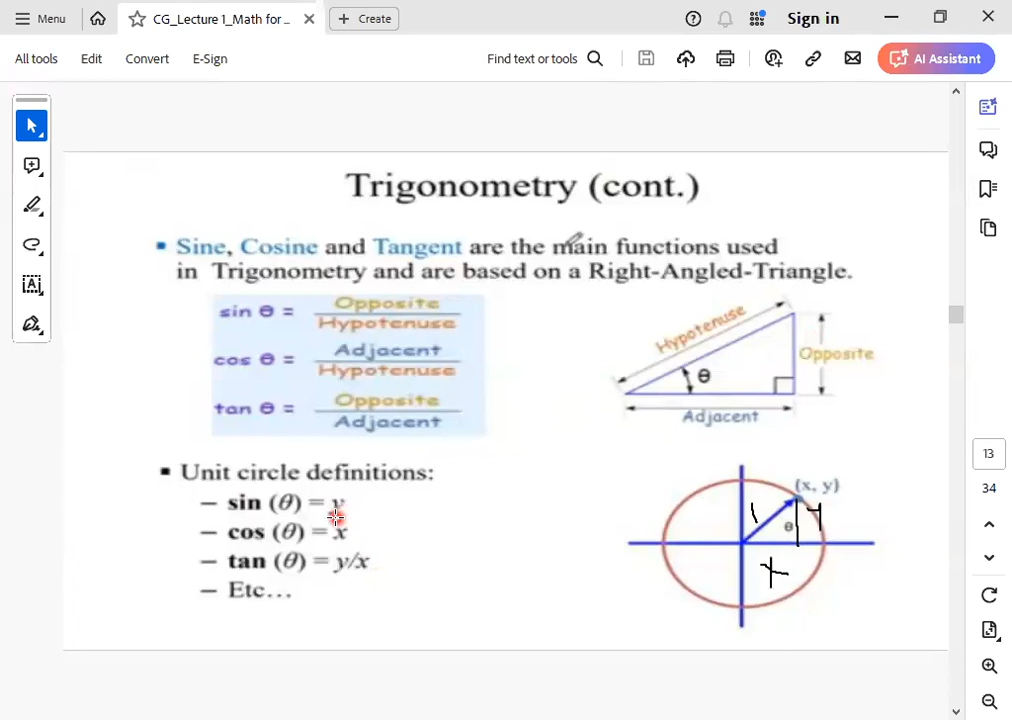 Menu
CG_Lecture 1_Math for ...
Create
Sign in
All tools
Edit
Convert
E-Sign
Find text or tools
AI Assistant
Trigonometry (cont.)
▪ Sine, Cosine and Tangent are the main functions used
in Trigonometry and are based on a Right-Angled-Triangle.
sin θ = Opposite
Hypotenuse
cos θ = Adjacent
Hypotenuse
tan θ = Opposite
Adjacent
Hypotenuse
Opposite
θ
Adjacent
▪ Unit circle definitions:
– sin (θ) = y
– cos (θ) = x
– tan (θ) = y/x
– Etc…
(x, y)
1
θ
y
x
13
34